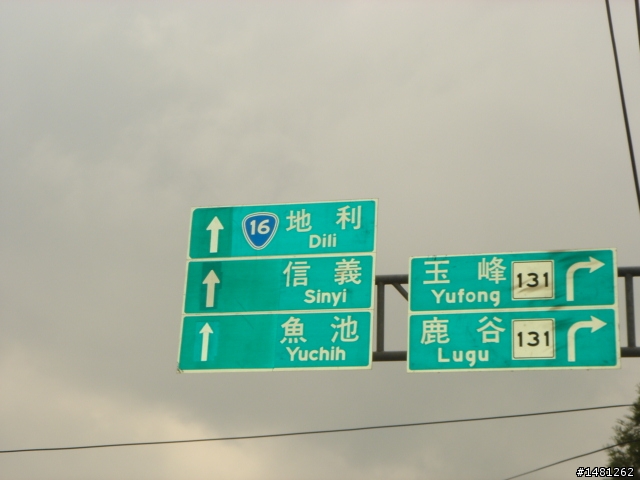 16 地利
Dili
信義
Sinyi
魚池
Yuchih
玉峰 131
Yufong
鹿谷 131
Lugu
#1481262